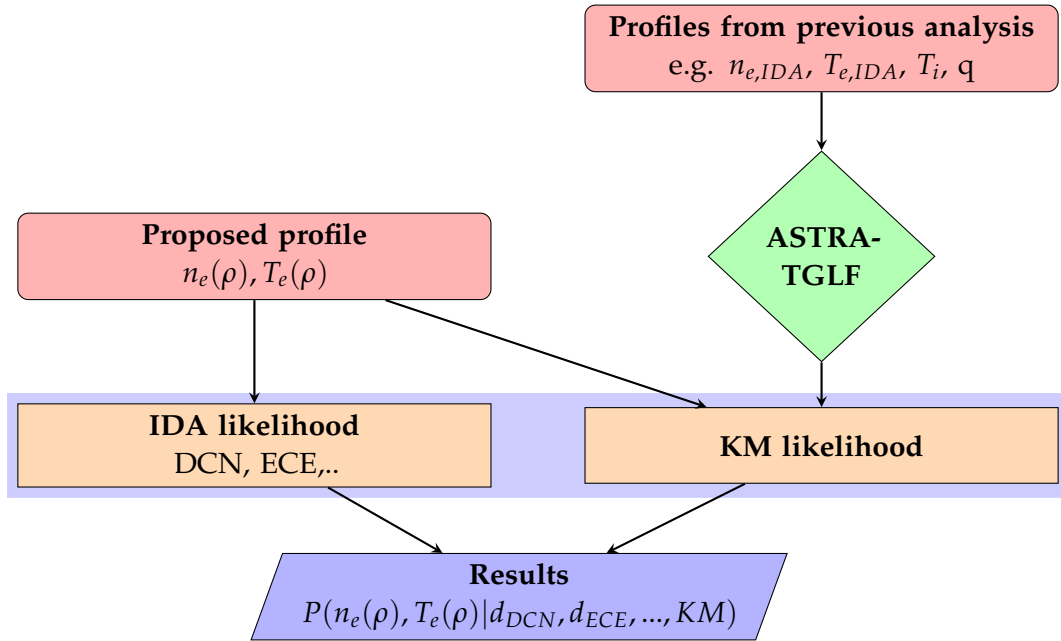 Profiles from previous analysis
e.g. n_{e,IDA}, T_{e,IDA}, T_i, q
ASTRA-
TGLF
Proposed profile
n_e(ρ), T_e(ρ)
IDA likelihood
DCN, ECE,..
KM likelihood
Results
P(n_e(ρ), T_e(ρ)|d_{DCN}, d_{ECE}, ..., KM)